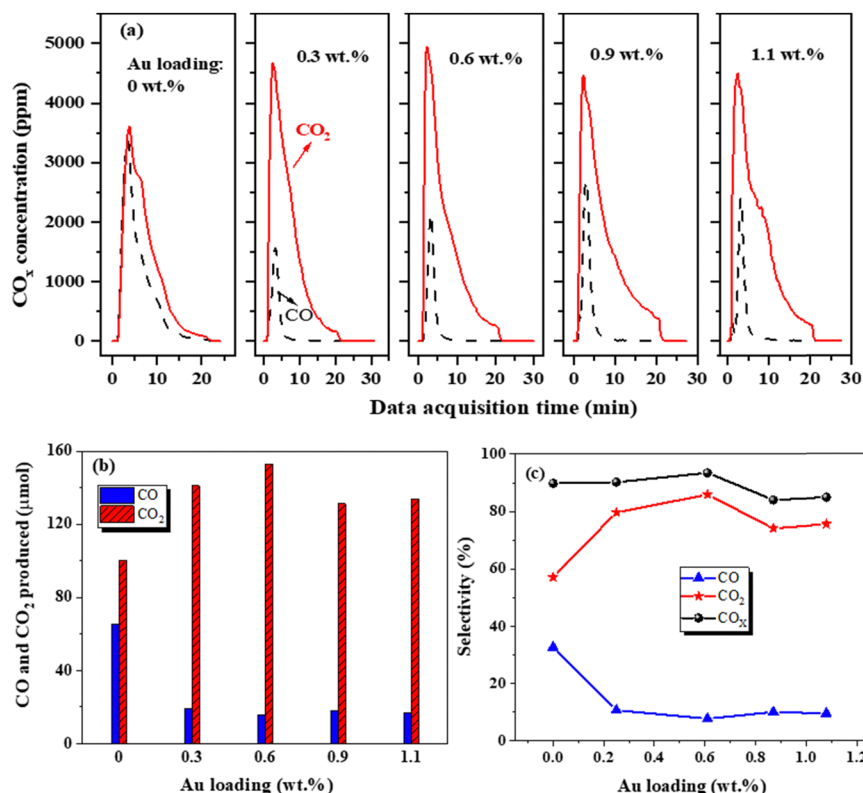 (a)
Au loading:
0 wt.%
0.3 wt.%
0.6 wt.%
0.9 wt.%
1.1 wt.%
CO₂
CO
5000
4000
3000
2000
1000
0
COₓ concentration (ppm)
0 10 20
0 10 20 30
0 10 20 30
0 10 20 30
0 10 20 30
Data acquisition time (min)
(b)
CO
CO₂
160
120
80
40
0
CO and CO₂ produced (μmol)
0 0.3 0.6 0.9 1.1
Au loading (wt.%)
(c)
CO
CO₂
COX
100
80
60
40
20
0
Selectivity (%)
0.0 0.2 0.4 0.6 0.8 1.0 1.2
Au loading (wt.%)